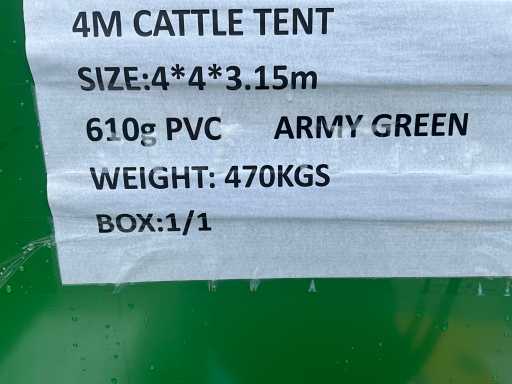 4M CATTLE TENT
SIZE:4*4*3.15m
610g PVC ARMY GREEN
WEIGHT: 470KGS
BOX:1/1